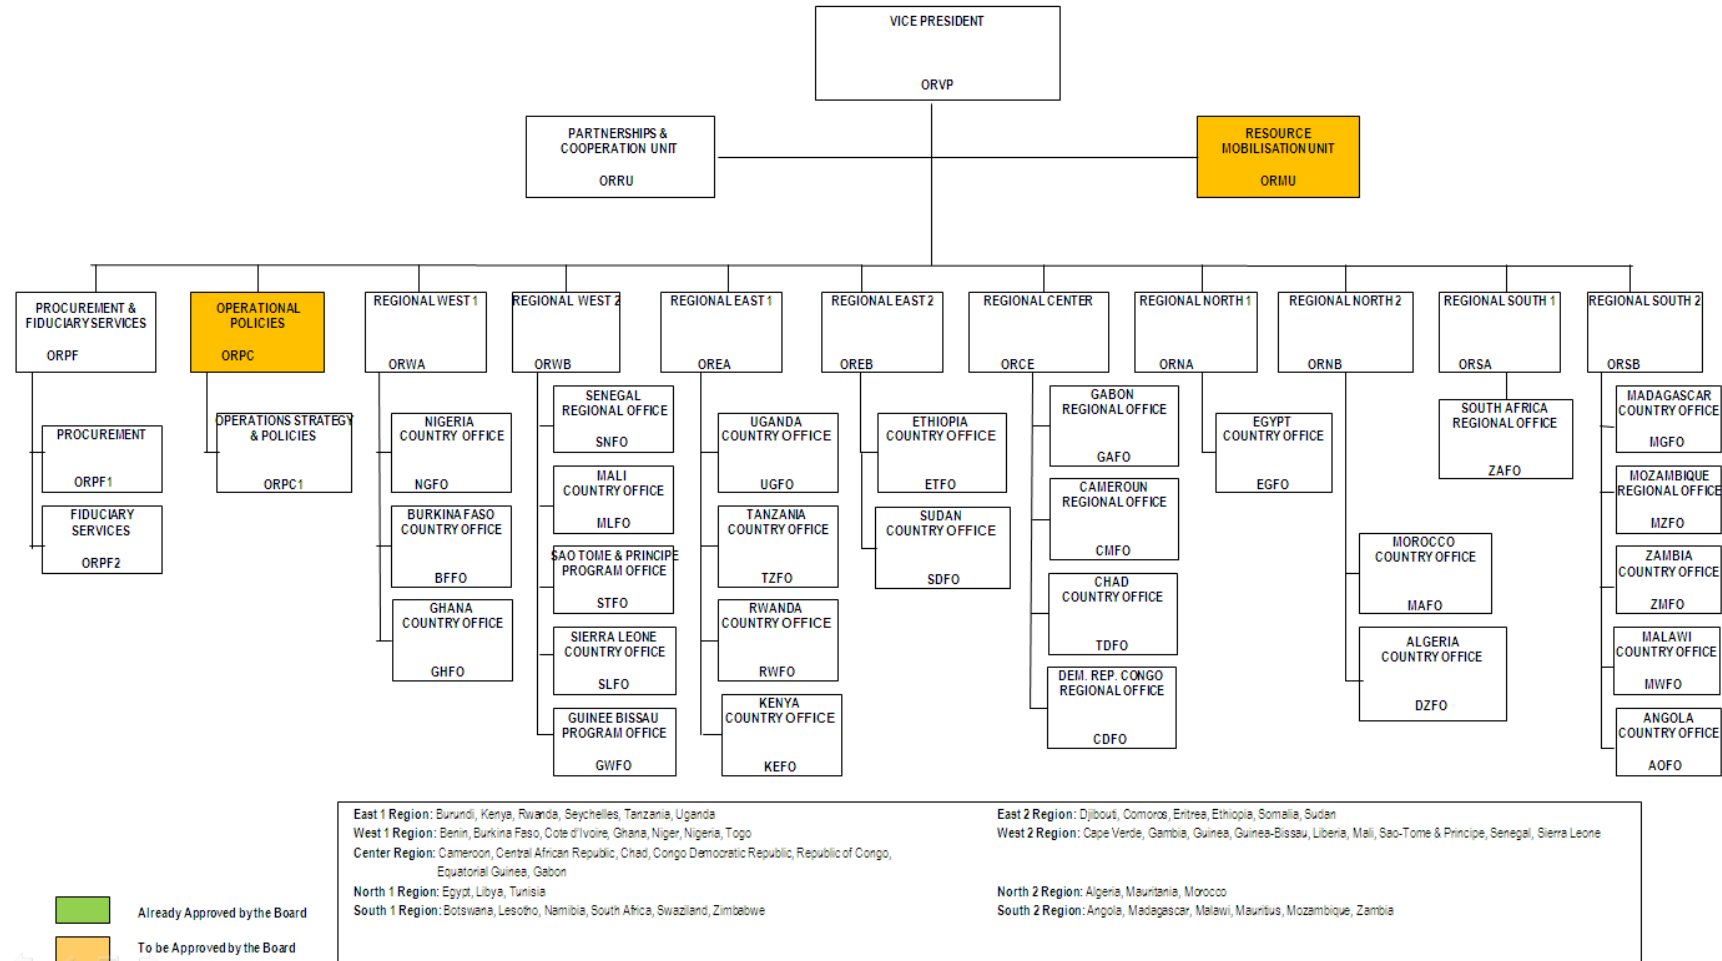 VICE PRESIDENT
ORVP
PARTNERSHIPS &
COOPERATION UNIT
ORRU
RESOURCE
MOBILISATION UNIT
ORMU
PROCUREMENT &
FIDUCIARY SERVICES
ORPF
OPERATIONAL
POLICIES
ORPC
REGIONAL WEST 1
ORWA
REGIONAL WEST 2
ORWB
REGIONAL EAST 1
OREA
REGIONAL EAST 2
OREB
REGIONAL CENTER
ORCE
REGIONAL NORTH 1
ORNA
REGIONAL NORTH 2
ORNB
REGIONAL SOUTH 1
ORSA
REGIONAL SOUTH 2
ORSB
PROCUREMENT
ORPF1
FIDUCIARY
SERVICES
ORPF2
OPERATIONS STRATEGY
& POLICIES
ORPC1
NIGERIA
COUNTRY OFFICE
NGFO
BURKINA FASO
COUNTRY OFFICE
BFFO
GHANA
COUNTRY OFFICE
GHFO
SENEGAL
REGIONAL OFFICE
SNFO
MALI
COUNTRY OFFICE
MLFO
SAO TOME & PRINCIPE
PROGRAM OFFICE
STFO
SIERRA LEONE
COUNTRY OFFICE
SLFO
GUINEE BISSAU
PROGRAM OFFICE
GWFO
UGANDA
COUNTRY OFFICE
UGFO
TANZANIA
COUNTRY OFFICE
TZFO
RWANDA
COUNTRY OFFICE
RWFO
KENYA
COUNTRY OFFICE
KEFO
ETHIOPIA
COUNTRY OFFICE
ETFO
SUDAN
COUNTRY OFFICE
SDFO
GABON
REGIONAL OFFICE
GAFO
CAMEROUN
REGIONAL OFFICE
CMFO
CHAD
COUNTRY OFFICE
TDFO
DEM. REP. CONGO
REGIONAL OFFICE
CDFO
EGYPT
COUNTRY OFFICE
EGFO
MOROCCO
COUNTRY OFFICE
MAFO
ALGERIA
COUNTRY OFFICE
DZFO
SOUTH AFRICA
REGIONAL OFFICE
ZAFO
MADAGASCAR
COUNTRY OFFICE
MGFO
MOZAMBIQUE
REGIONAL OFFICE
MZFO
ZAMBIA
COUNTRY OFFICE
ZMFO
MALAWI
COUNTRY OFFICE
MWFO
ANGOLA
COUNTRY OFFICE
AOFO
East 1 Region: Burundi, Kenya, Rwanda, Seychelles, Tanzania, Uganda
West 1 Region: Benin, Burkina Faso, Cote d'Ivoire, Ghana, Niger, Nigeria, Togo
Center Region: Cameroon, Central African Republic, Chad, Congo Democratic Republic, Republic of Congo,
Equatorial Guinea, Gabon
North 1 Region: Egypt, Libya, Tunisia
South 1 Region: Botswana, Lesotho, Namibia, South Africa, Swaziland, Zimbabwe
East 2 Region: Djibouti, Comoros, Eritrea, Ethiopia, Somalia, Sudan
West 2 Region: Cape Verde, Gambia, Guinea, Guinea-Bissau, Liberia, Mali, Sao-Tome & Principe, Senegal, Sierra Leone
North 2 Region: Algeria, Mauritania, Morocco
South 2 Region: Angola, Madagascar, Malawi, Mauritius, Mozambique, Zambia
Already Approved by the Board
To be Approved by the Board